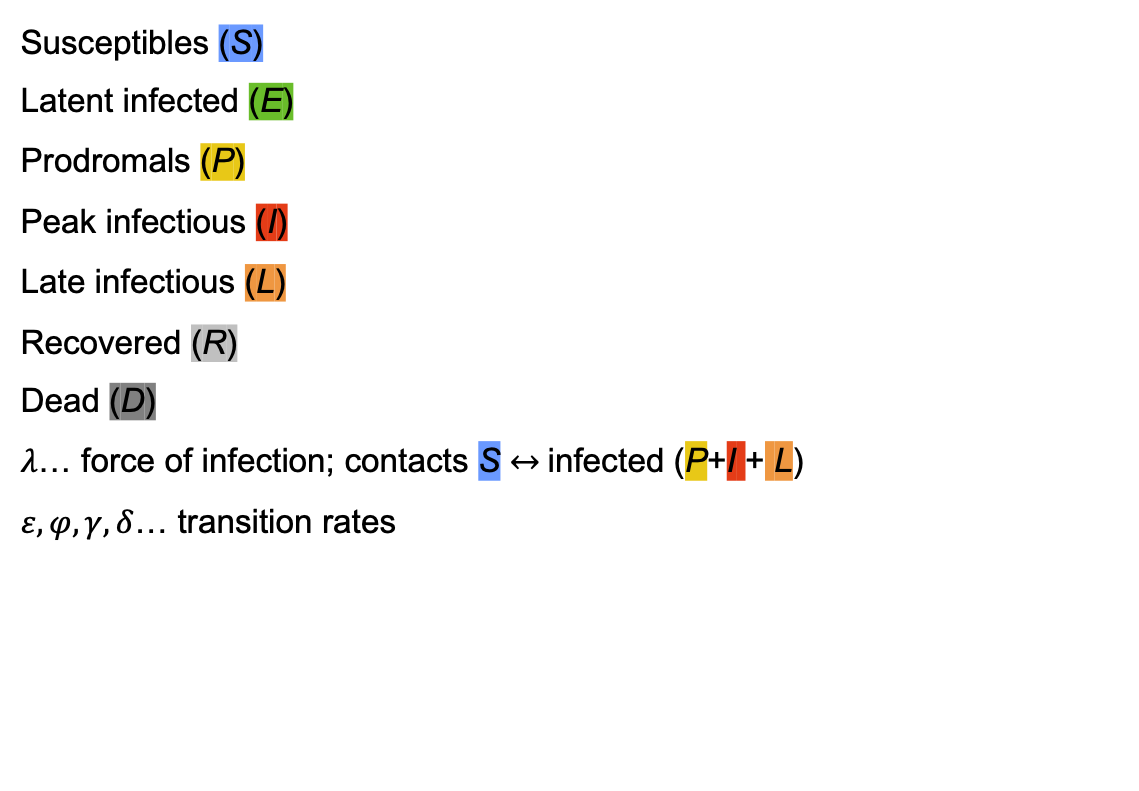 Susceptibles (S)
Latent infected (E)
Prodromals (P)
Peak infectious (I)
Late infectious (L)
Recovered (R)
Dead (D)
λ… force of infection; contacts S ↔ infected (P+I+ L)
ε, φ, γ, δ… transition rates